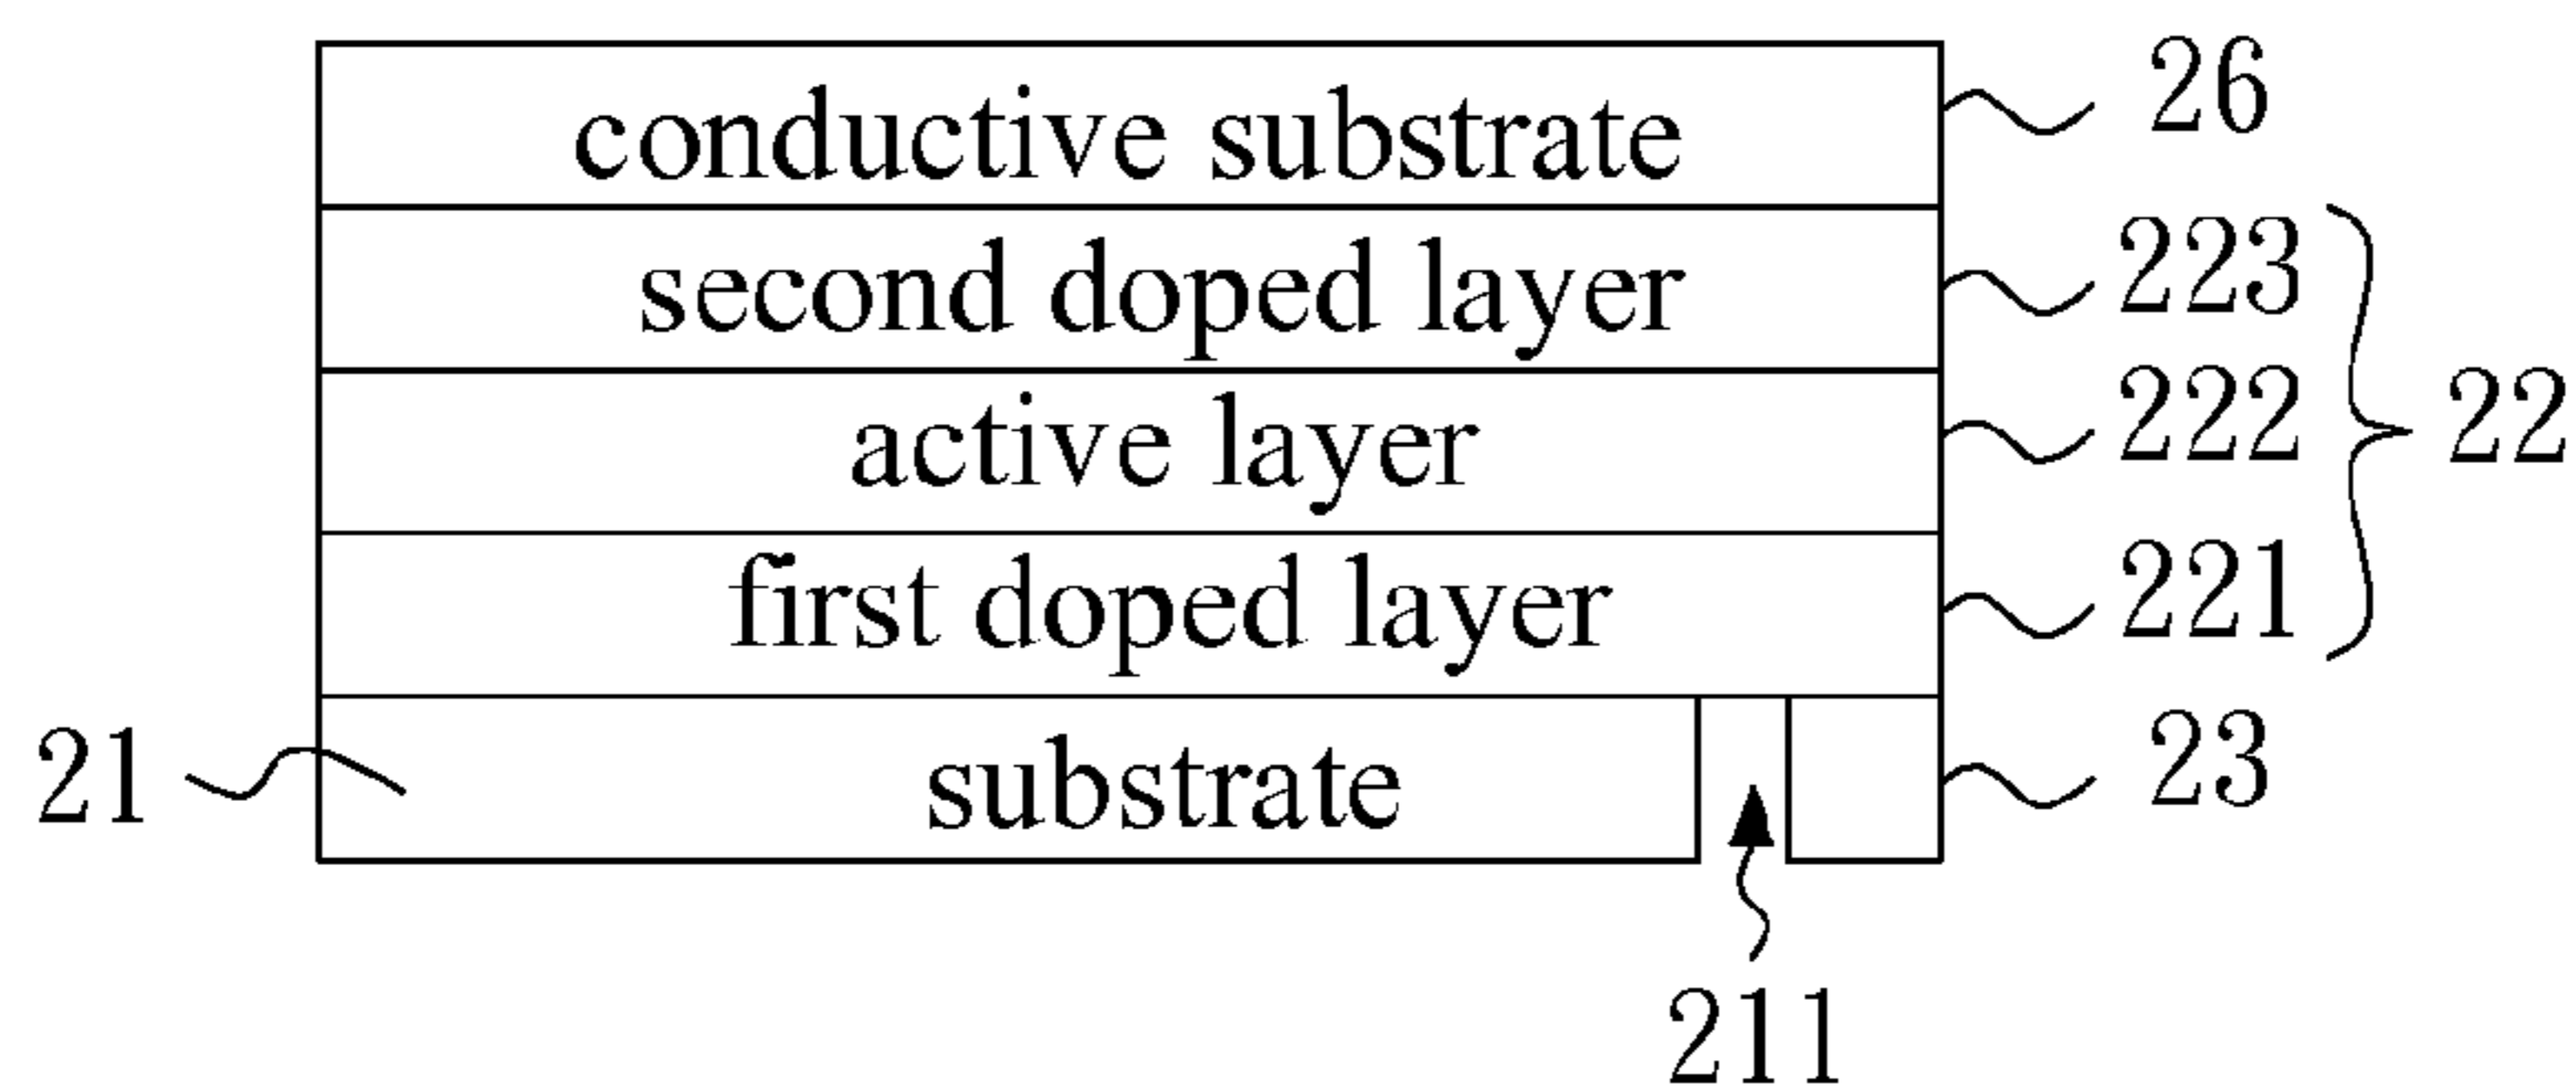 conductive substrate 26
second doped layer 223
active layer 222 22
first doped layer 221
21 substrate 23
211